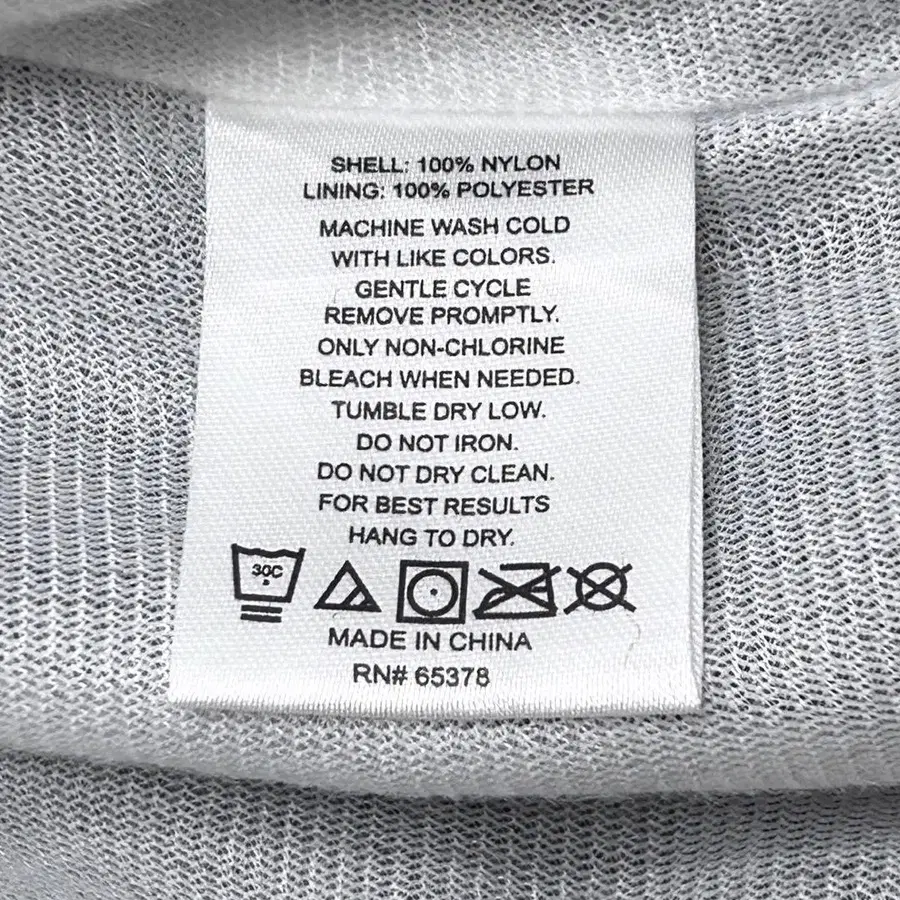 SHELL: 100% NYLON
LINING: 100% POLYESTER
MACHINE WASH COLD
WITH LIKE COLORS.
GENTLE CYCLE
REMOVE PROMPTLY.
ONLY NON-CHLORINE
BLEACH WHEN NEEDED.
TUMBLE DRY LOW.
DO NOT IRON.
DO NOT DRY CLEAN.
FOR BEST RESULTS
HANG TO DRY.
30C
MADE IN CHINA
RN# 65378